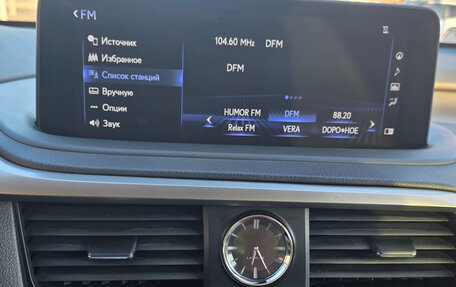 FM
Источник
Избранное
Список станций
Вручную
Опции
Звук
104.60 MHz DFM
DFM
HUMOR FM DFM 88.20
Relax FM VERA DOPO*HOE